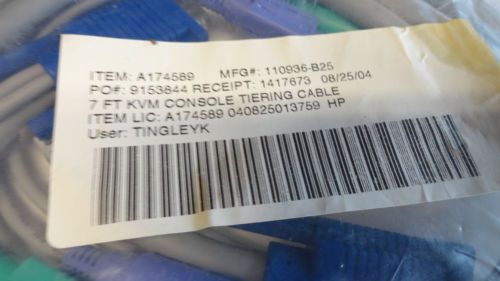 ITEM: A174589 MFG#: 110936-B25
PO#: 9153844 RECEIPT: 1417673 08/25/04
7 FT KVM CONSOLE TIERING CABLE
ITEM LIC: A174589 040825013759 HP
User: TINGLEYK